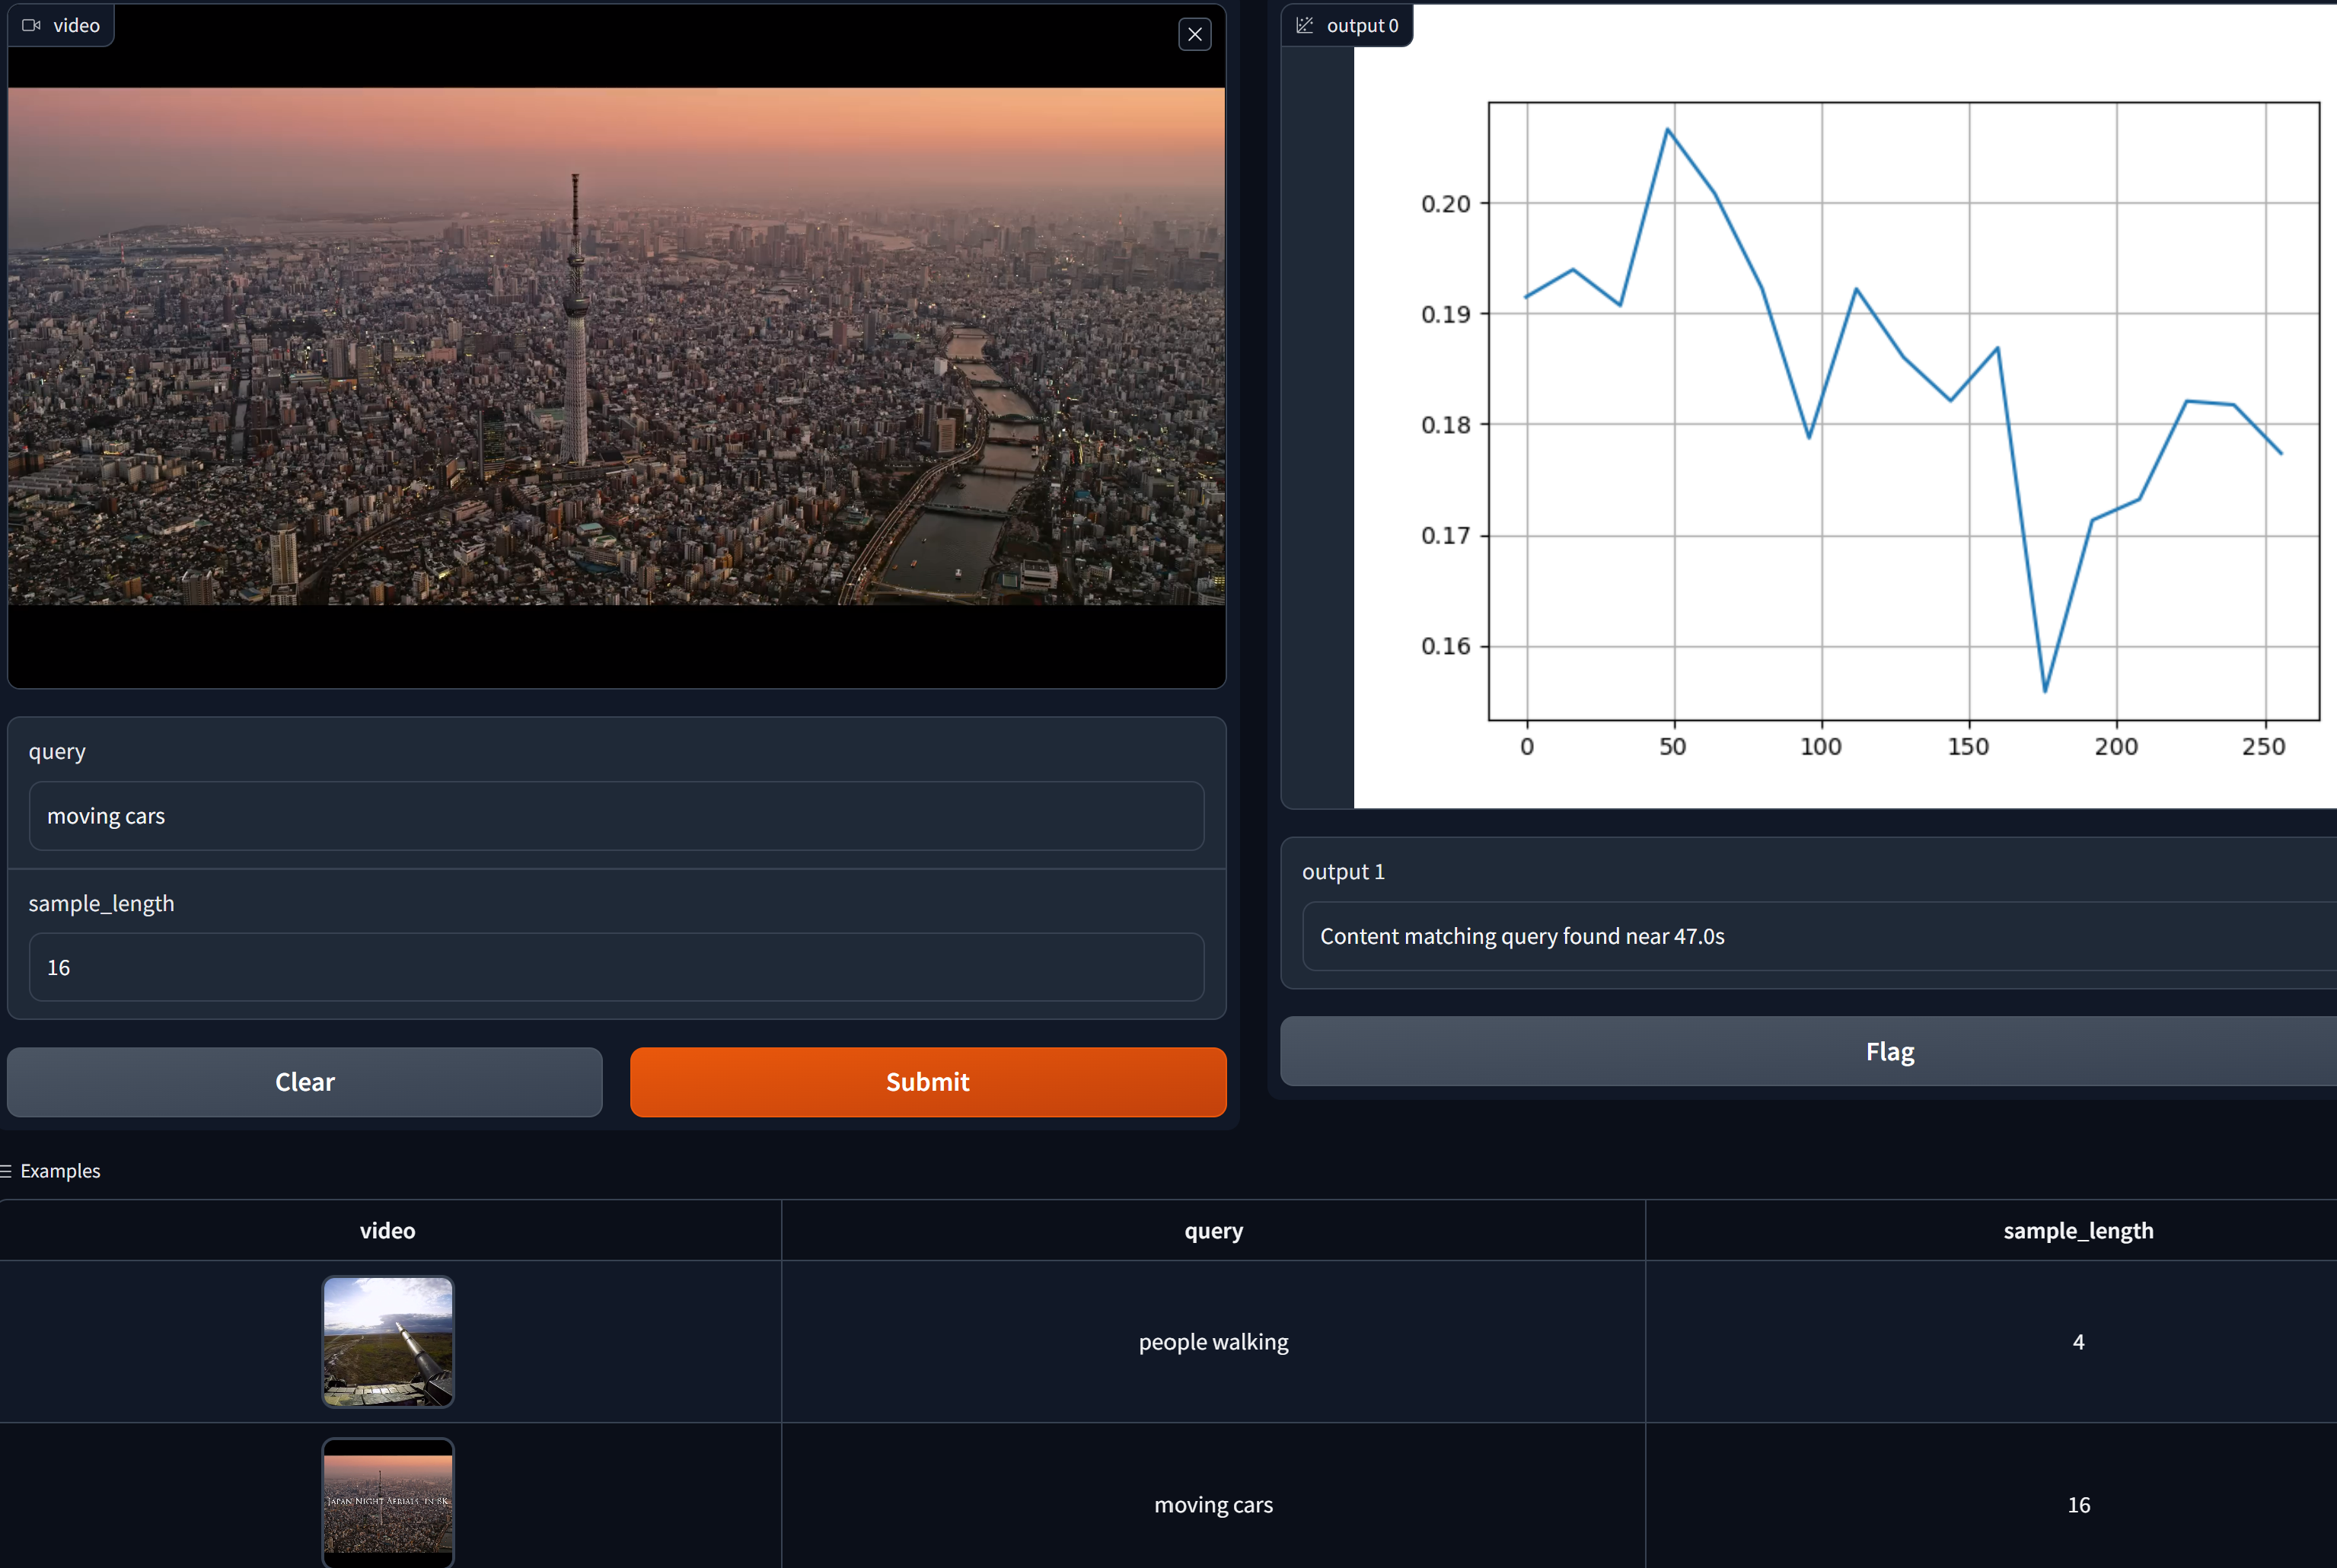 video
output 0
0.20
0.19
0.18
0.17
0.16
0 50 100 150 200 250
query
moving cars
sample_length
16
Clear
Submit
output 1
Content matching query found near 47.0s
Flag
Examples
video query sample_length
people walking 4
JAPAN NIGHT AERIALS IN 8K
moving cars 16